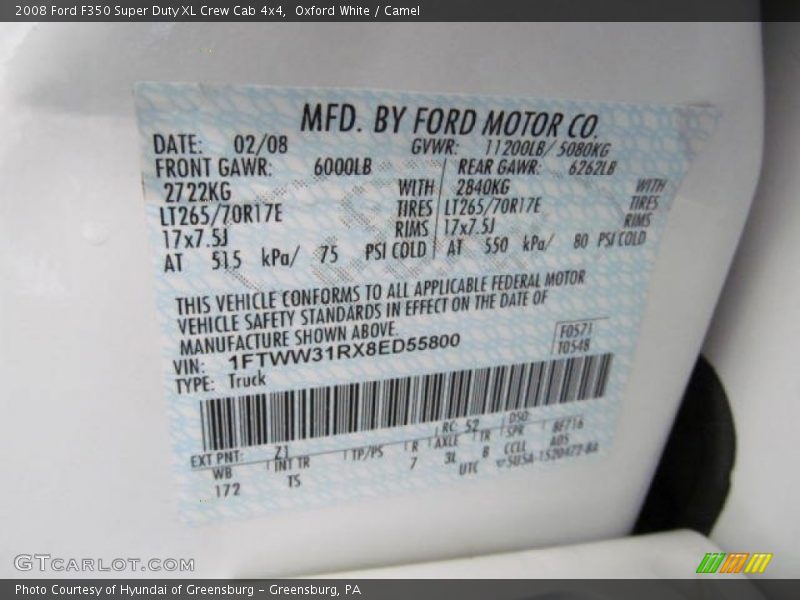 2008 Ford F350 Super Duty XL Crew Cab 4x4, Oxford White / Camel
MFD. BY FORD MOTOR CO.
DATE: 02/08 GVWR: 11200LB/ 5080KG
FRONT GAWR: 6000LB REAR GAWR: 6262LB
2722KG WITH 2840KG WITH
LT265/70R17E TIRES LT265/70R17E TIRES
17x7.5J RIMS 17x7.5J RIMS
AT 515 kPa/ 75 PSI COLD AT 550 kPa/ 80 PSI COLD
THIS VEHICLE CONFORMS TO ALL APPLICABLE FEDERAL MOTOR
VEHICLE SAFETY STANDARDS IN EFFECT ON THE DATE OF
MANUFACTURE SHOWN ABOVE.
VIN: 1FTWW31RX8ED55800
F0571
T0548
TYPE: Truck
EXT PNT: Z1 RC: 52 DSO:
WB INT TR TP/PS R AXLE TR SPR 8F716
172 TS 7 3L 8 CCLL A05
UTC
GTCARLOT.COM
Photo Courtesy of Hyundai of Greensburg – Greensburg, PA